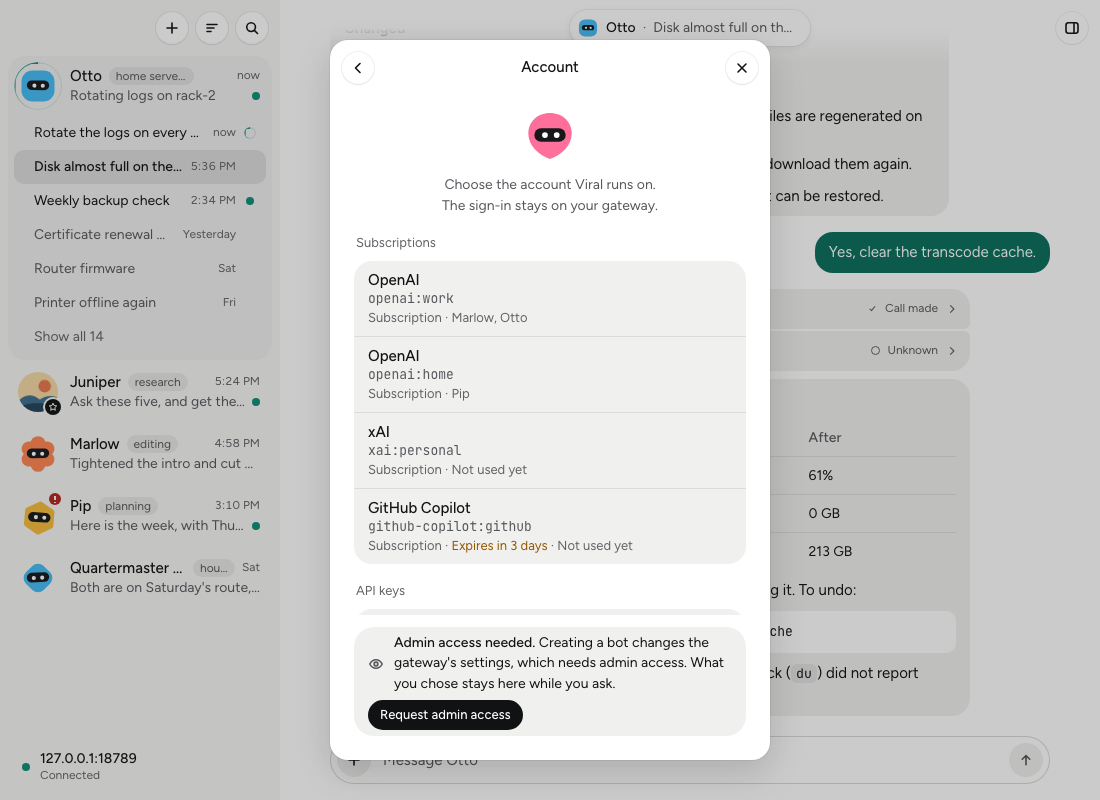 Otto
home serve...
now
Rotating logs on rack-2
Rotate the logs on every ...
now
Disk almost full on the...
5:36 PM
Weekly backup check
2:34 PM
Certificate renewal ...
Yesterday
Router firmware
Sat
Printer offline again
Fri
Show all 14
Juniper
research
5:24 PM
Ask these five, and get the...
Marlow
editing
4:58 PM
Tightened the intro and cut ...
Pip
planning
3:10 PM
Here is the week, with Thu...
Quartermaster ...
hou...
Sat
Both are on Saturday's route,...
127.0.0.1:18789
Connected
Changed
Otto · Disk almost full on th...
Account
Choose the account Viral runs on.
The sign-in stays on your gateway.
Subscriptions
OpenAI
openai:work
Subscription · Marlow, Otto
OpenAI
openai:home
Subscription · Pip
xAI
xai:personal
Subscription · Not used yet
GitHub Copilot
github-copilot:github
Subscription · Expires in 3 days · Not used yet
API keys
Admin access needed. Creating a bot changes the
gateway's settings, which needs admin access. What
you chose stays here while you ask.
Request admin access
iles are regenerated on
download them again.
can be restored.
Yes, clear the transcode cache.
Call made
Unknown
After
61%
0 GB
213 GB
g it. To undo:
che
ck (du) did not report
Message Otto